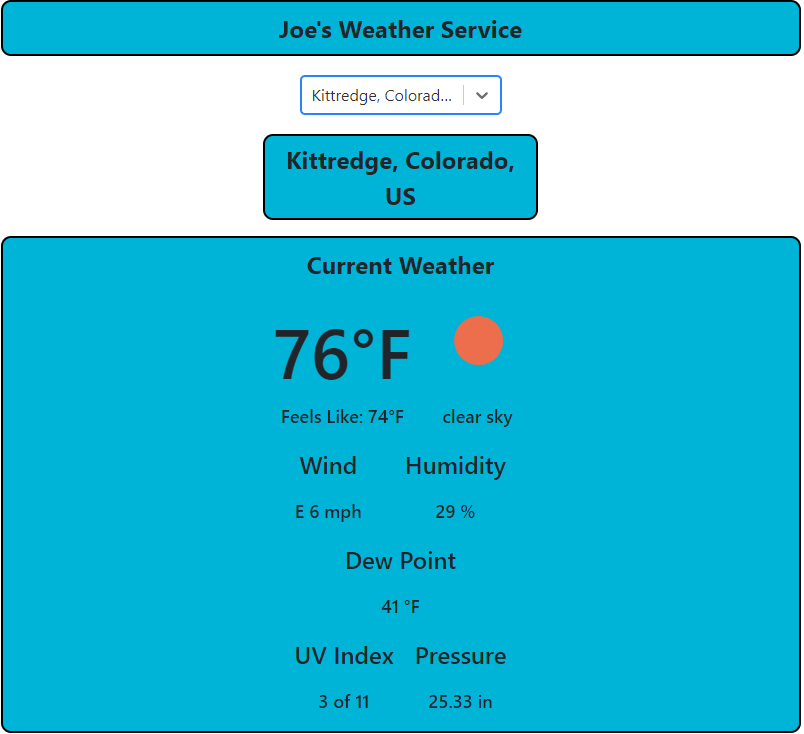 Joe's Weather Service
Kittredge, Colorad...
Kittredge, Colorado,
US
Current Weather
76°F
Feels Like: 74°F clear sky
Wind Humidity
E 6 mph 29 %
Dew Point
41 °F
UV Index Pressure
3 of 11 25.33 in